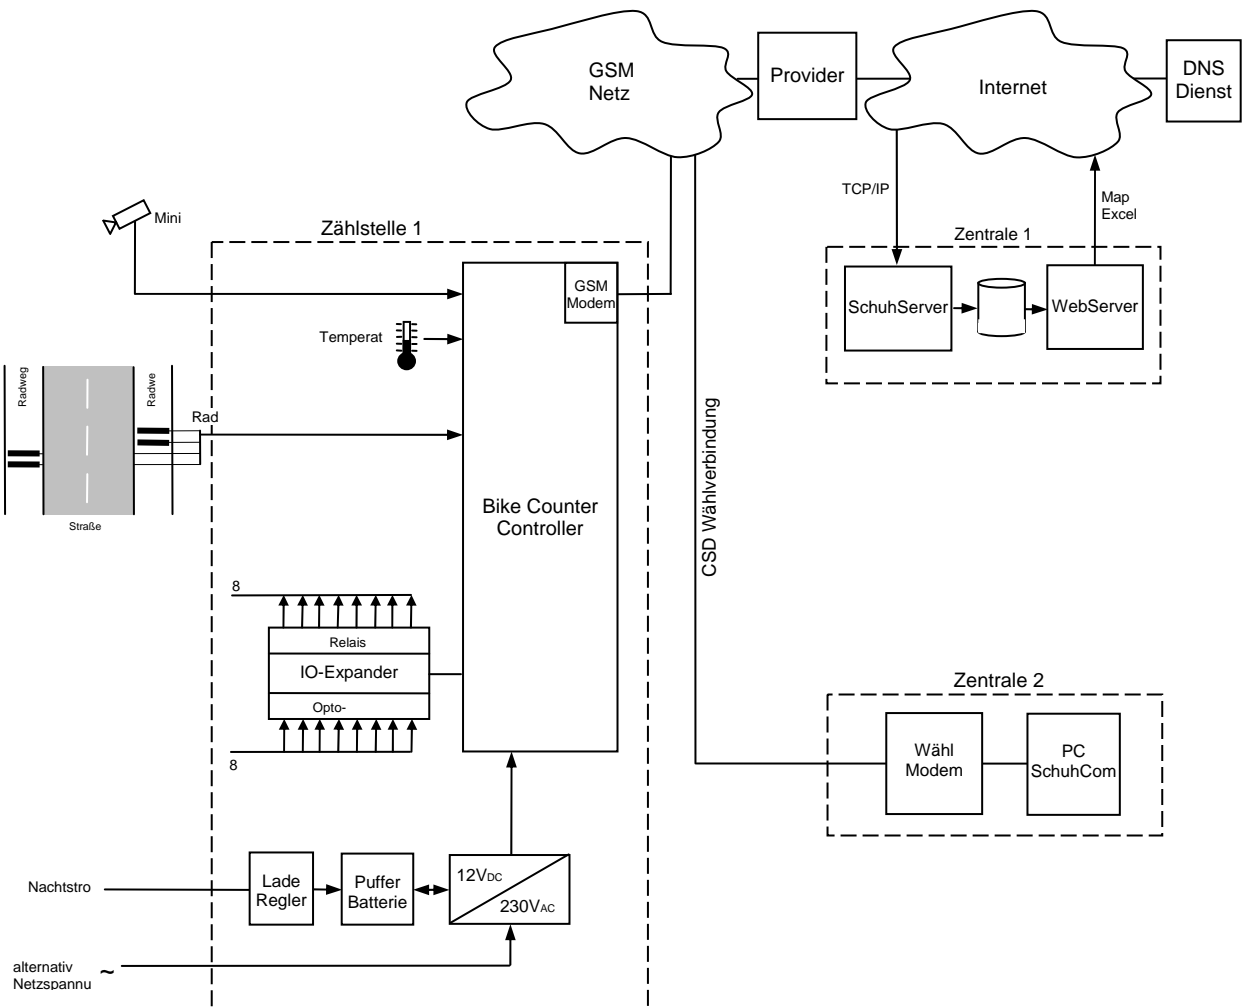 GSM
Netz
Provider
Internet
DNS
Dienst
TCP/IP
Map
Excel
Mini
Zählstelle 1
Zentrale 1
GSM
Modem
SchuhServer
WebServer
Temperat
Radweg
Radwe
Rad
Straße
CSD Wählverbindung
Bike Counter
Controller
8
Relais
IO-Expander
Opto-
8
Zentrale 2
Wähl
Modem
PC
SchuhCom
Nachtstro
Lade
Regler
Puffer
Batterie
12VDC
230VAC
alternativ
Netzspannu
~